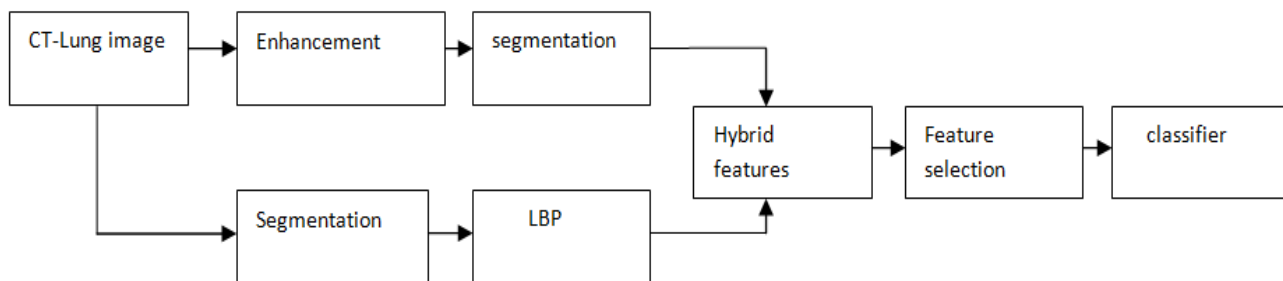 CT-Lung image
Enhancement
segmentation
Hybrid
features
Feature
selection
classifier
Segmentation
LBP